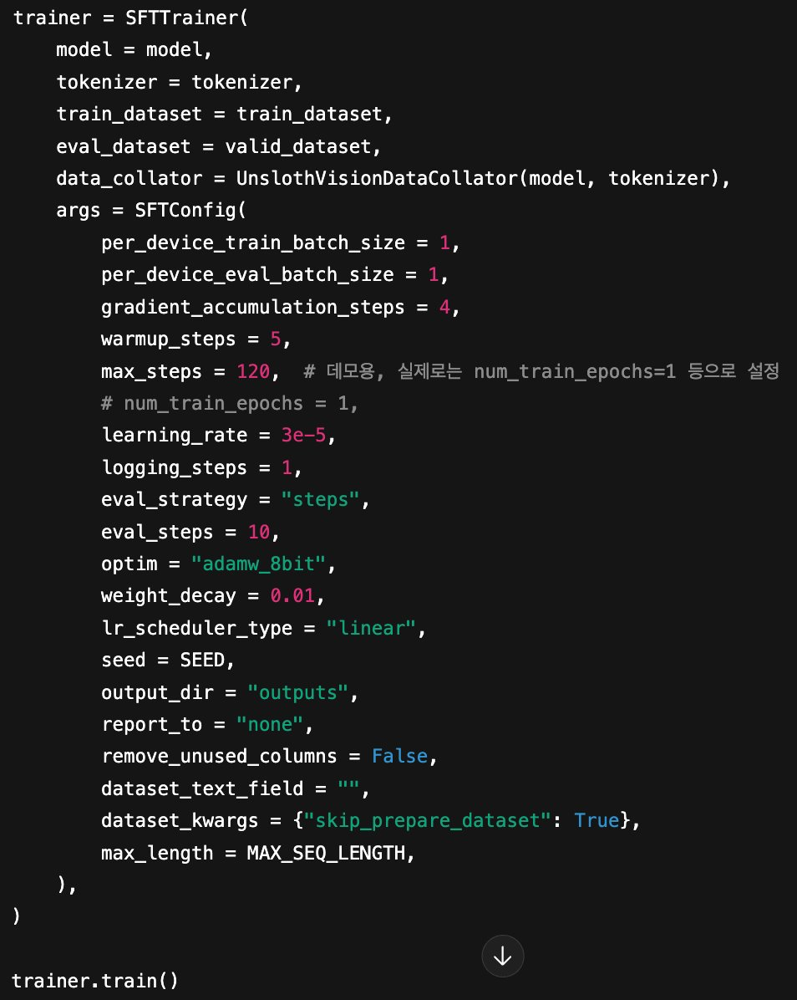 trainer = SFTTrainer(
    model = model,
    tokenizer = tokenizer,
    train_dataset = train_dataset,
    eval_dataset = valid_dataset,
    data_collator = UnslothVisionDataCollator(model, tokenizer),
    args = SFTConfig(
        per_device_train_batch_size = 1,
        per_device_eval_batch_size = 1,
        gradient_accumulation_steps = 4,
        warmup_steps = 5,
        max_steps = 120,  # 데모용, 실제로는 num_train_epochs=1 등으로 설정
        # num_train_epochs = 1,
        learning_rate = 3e-5,
        logging_steps = 1,
        eval_strategy = "steps",
        eval_steps = 10,
        optim = "adamw_8bit",
        weight_decay = 0.01,
        lr_scheduler_type = "linear",
        seed = SEED,
        output_dir = "outputs",
        report_to = "none",
        remove_unused_columns = False,
        dataset_text_field = "",
        dataset_kwargs = {"skip_prepare_dataset": True},
        max_length = MAX_SEQ_LENGTH,
    ),
)
trainer.train()